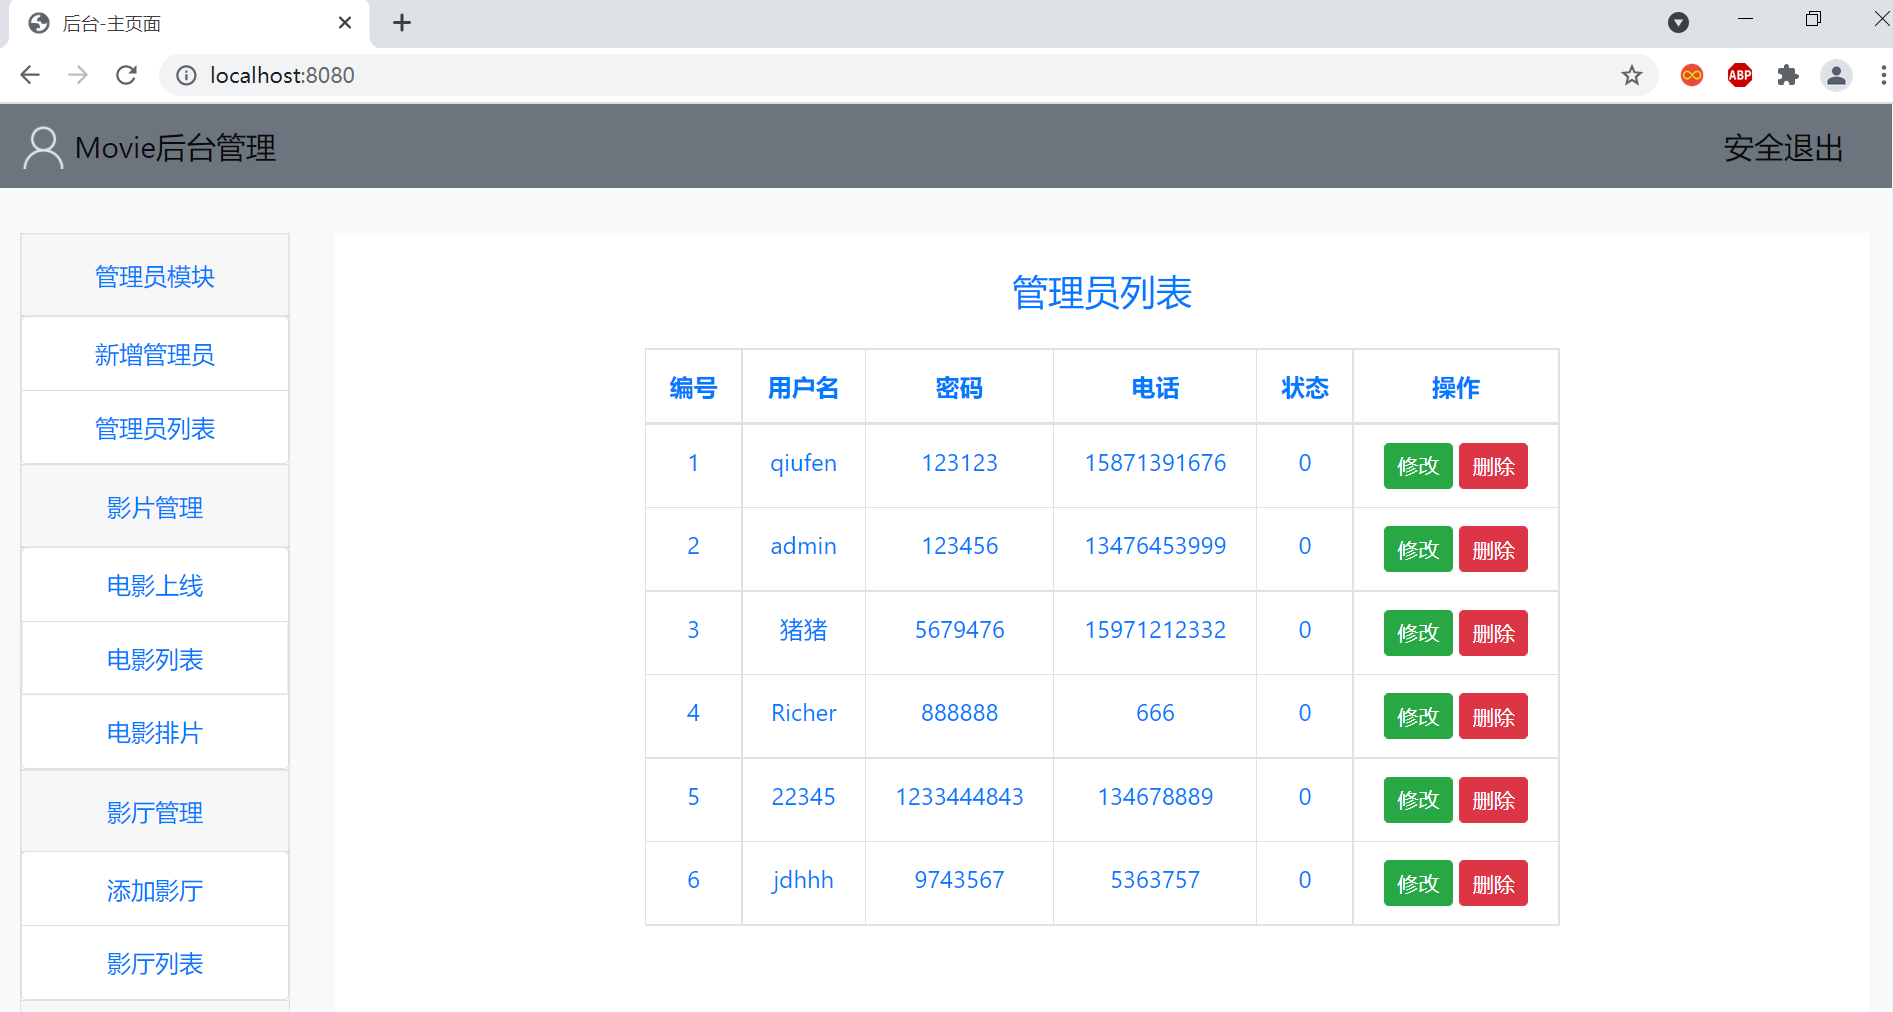 后台-主页面
localhost:8080
ABP
Movie后台管理
安全退出
管理员模块
新增管理员
管理员列表
影片管理
电影上线
电影列表
电影排片
影厅管理
添加影厅
影厅列表
管理员列表
编号 用户名 密码 电话 状态 操作
1 qiufen 123123 15871391676 0 修改 删除
2 admin 123456 13476453999 0 修改 删除
3 猪猪 5679476 15971212332 0 修改 删除
4 Richer 888888 666 0 修改 删除
5 22345 1233444843 134678889 0 修改 删除
6 jdhhh 9743567 5363757 0 修改 删除